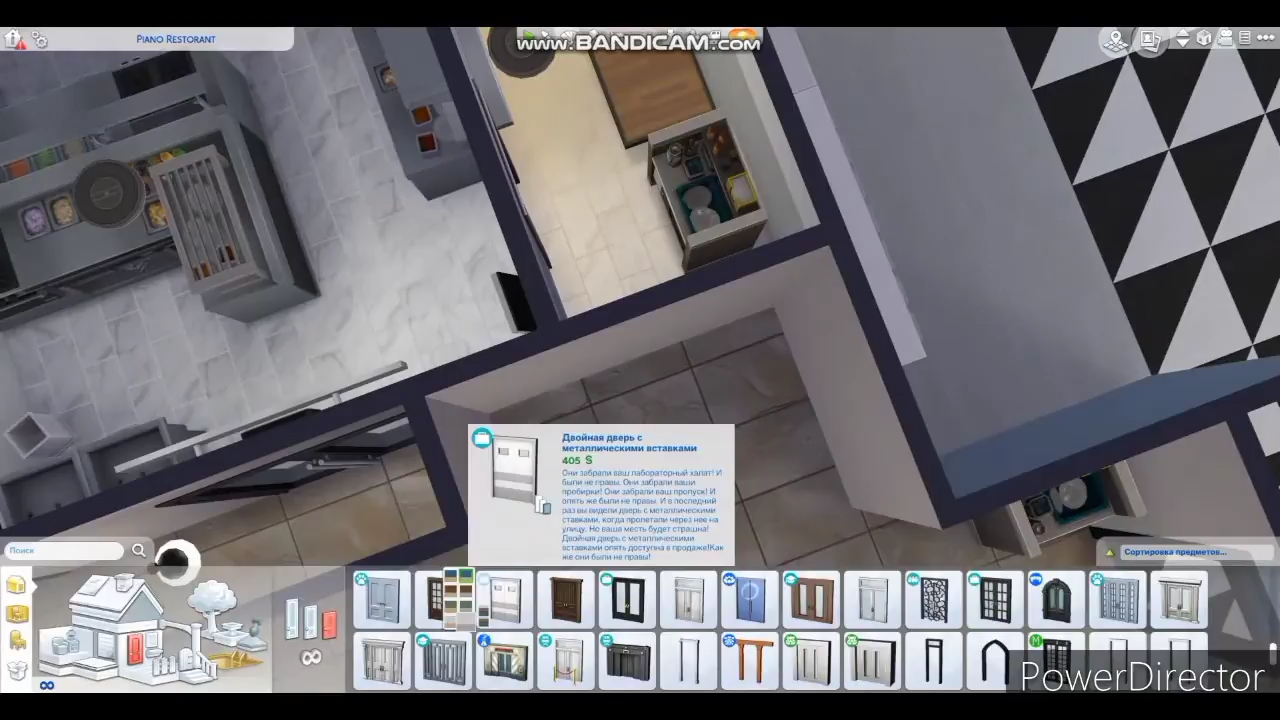 PIANO RESTORANT
www.BANDICAM.com
Двойная дверь с
металлическими вставками
405 §
Они забрали ваш лабораторный халат! И
были не правы. Они забрали ваши
пробирки! Они забрали ваш пропуск! И
опять же были не правы. И в последний
раз вы видели дверь с металлическими
ставками, когда пролетали через нее на
улицу. Но ваша месть будет страшна!
Двойная дверь с металлическими
вставками опять доступна в продаже!Как
же они были не правы!
Поиск
Сортировка предметов...
PowerDirector